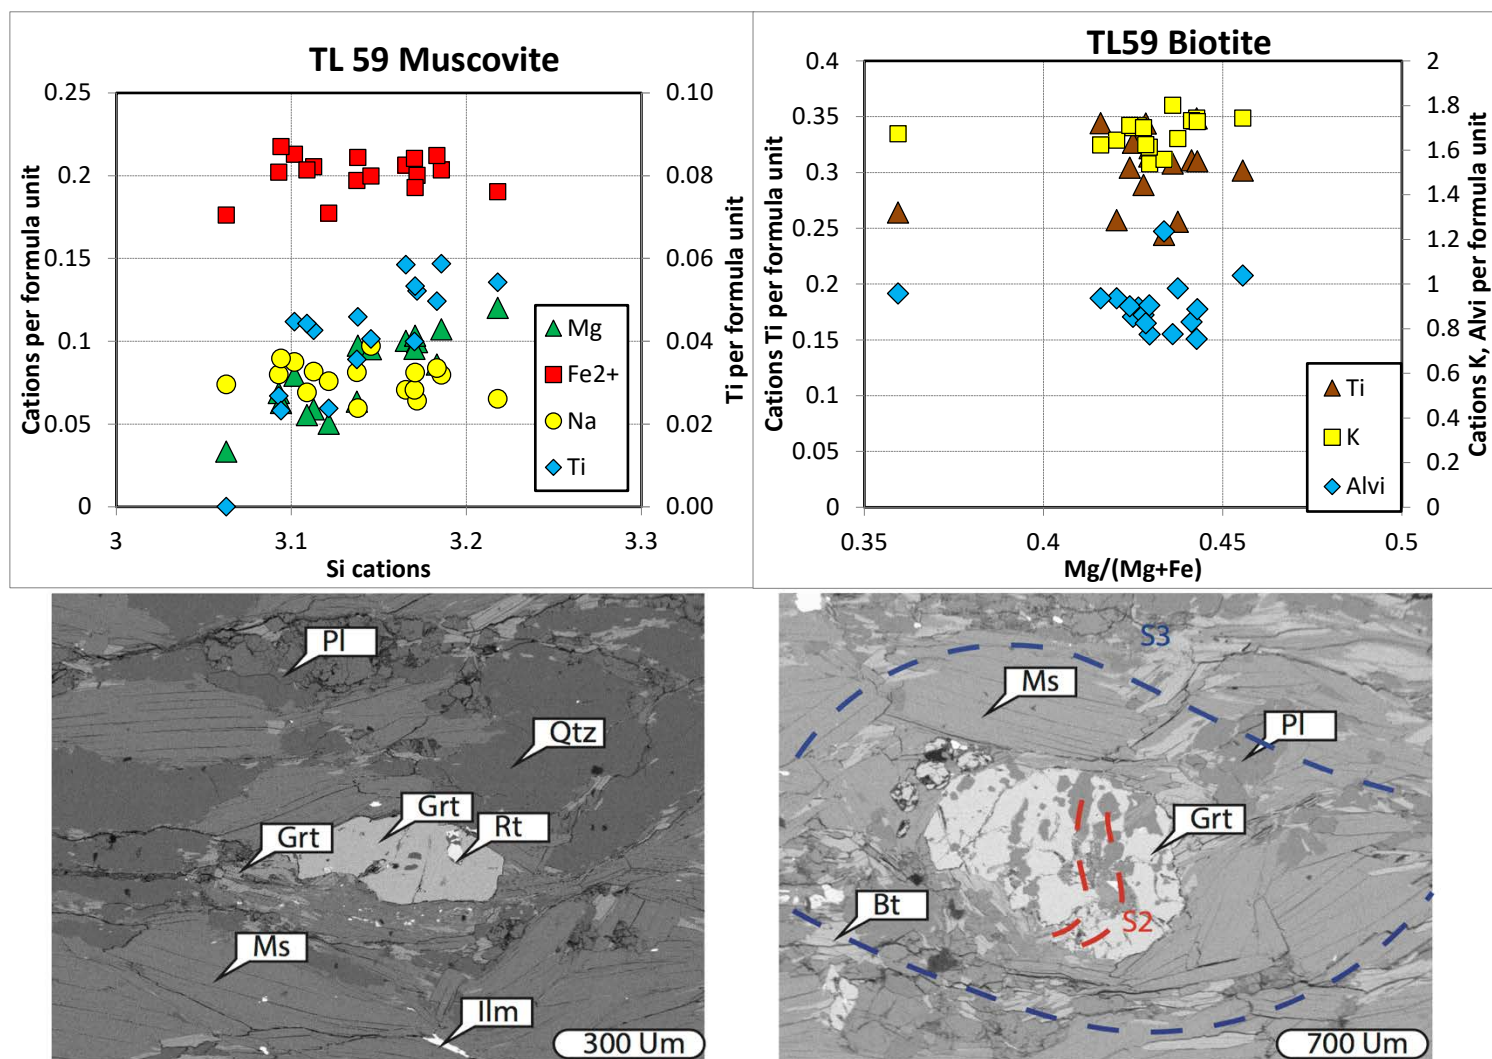 TL 59 Muscovite
Cations per formula unit
0.25
0.2
0.15
0.1
0.05
0
0.10
0.08
0.06
0.04
0.02
0.00
Ti per formula unit
Mg
Fe2+
Na
Ti
3
3.1
3.2
3.3
Si cations
TL59 Biotite
Cations Ti per formula unit
0.4
0.35
0.3
0.25
0.2
0.15
0.1
0.05
0
2
1.8
1.6
1.4
1.2
1
0.8
0.6
0.4
0.2
0
Cations K, Alvi per formula unit
Ti
K
Alvi
0.35
0.4
0.45
0.5
Mg/(Mg+Fe)
Pl
Qtz
Grt
Rt
Grt
Ms
Ilm
300 Um
S3
Ms
Pl
Grt
Bt
S2
700 Um